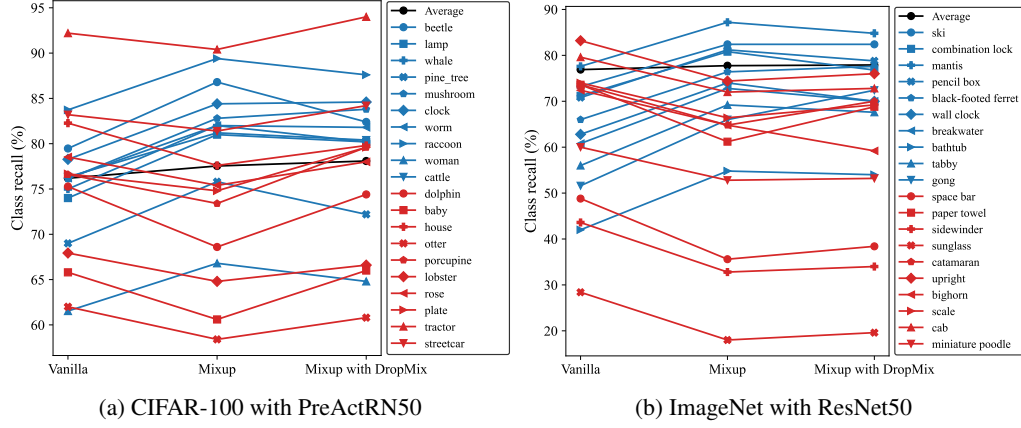 95
90
85
80
75
70
65
60
Class recall (%)
Vanilla
Mixup
Mixup with DropMix
Average
beetle
lamp
whale
pine_tree
mushroom
clock
worm
raccoon
woman
cattle
dolphin
baby
house
otter
porcupine
lobster
rose
plate
tractor
streetcar
(a) CIFAR-100 with PreActRN50
90
80
70
60
50
40
30
20
Class recall (%)
Vanilla
Mixup
Mixup with DropMix
Average
ski
combination lock
mantis
pencil box
black-footed ferret
wall clock
breakwater
bathtub
tabby
gong
space bar
paper towel
sidewinder
sunglass
catamaran
upright
bighorn
scale
cab
miniature poodle
(b) ImageNet with ResNet50